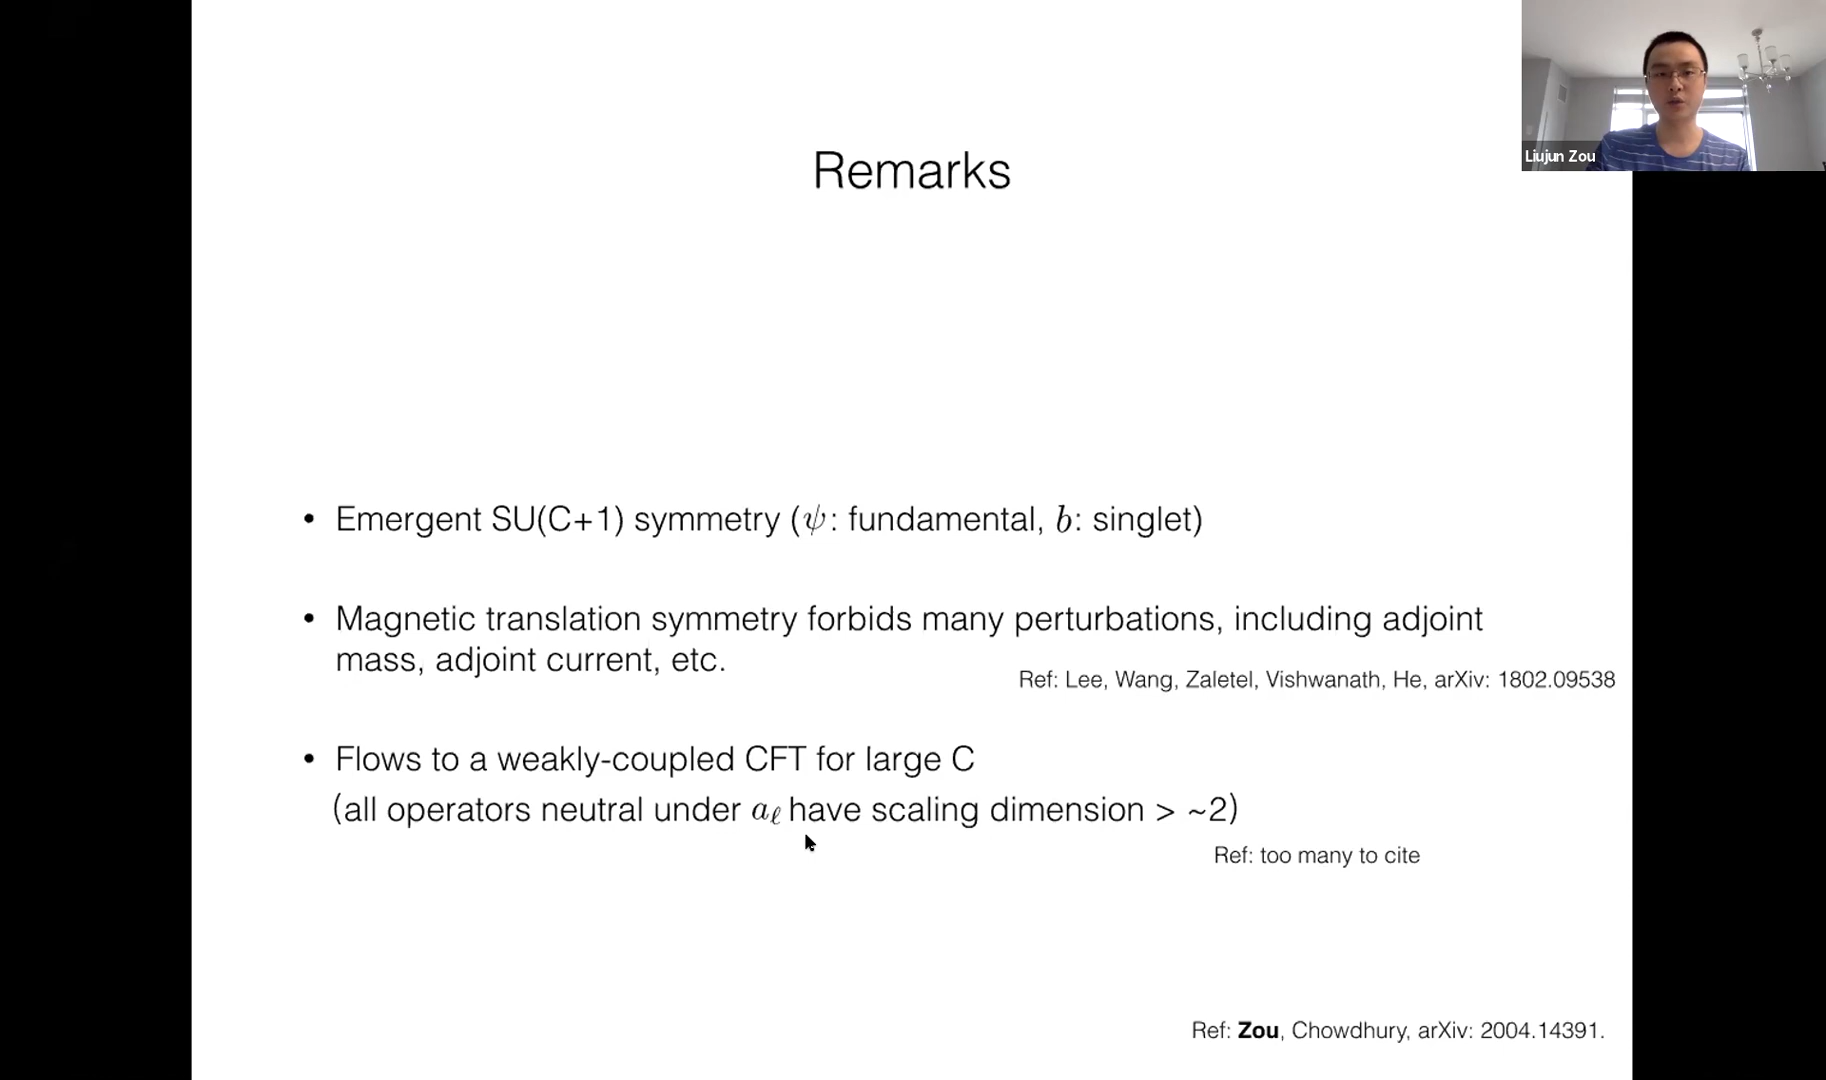 Liujun Zou
Remarks
• Emergent SU(C+1) symmetry (ψ: fundamental, b: singlet)
• Magnetic translation symmetry forbids many perturbations, including adjoint
mass, adjoint current, etc.
Ref: Lee, Wang, Zaletel, Vishwanath, He, arXiv: 1802.09538
• Flows to a weakly-coupled CFT for large C
(all operators neutral under aℓ have scaling dimension > ~2)
Ref: too many to cite
Ref: Zou, Chowdhury, arXiv: 2004.14391.